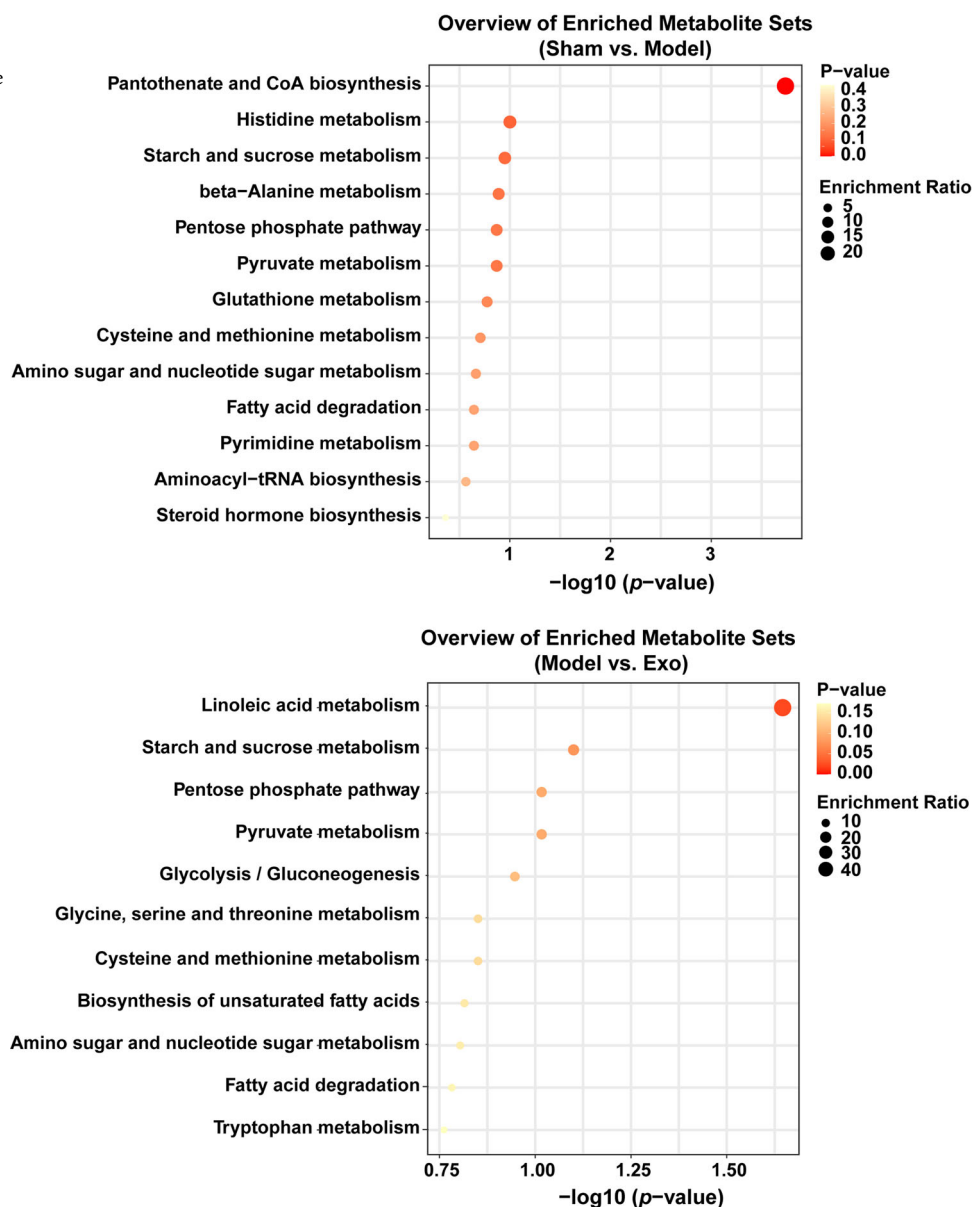 e
Overview of Enriched Metabolite Sets
(Sham vs. Model)
Pantothenate and CoA biosynthesis
Histidine metabolism
Starch and sucrose metabolism
beta−Alanine metabolism
Pentose phosphate pathway
Pyruvate metabolism
Glutathione metabolism
Cysteine and methionine metabolism
Amino sugar and nucleotide sugar metabolism
Fatty acid degradation
Pyrimidine metabolism
Aminoacyl−tRNA biosynthesis
Steroid hormone biosynthesis
1 2 3
−log10 (p−value)
P−value
0.4
0.3
0.2
0.1
0.0
Enrichment Ratio
5
10
15
20
Overview of Enriched Metabolite Sets
(Model vs. Exo)
Linoleic acid metabolism
Starch and sucrose metabolism
Pentose phosphate pathway
Pyruvate metabolism
Glycolysis / Gluconeogenesis
Glycine, serine and threonine metabolism
Cysteine and methionine metabolism
Biosynthesis of unsaturated fatty acids
Amino sugar and nucleotide sugar metabolism
Fatty acid degradation
Tryptophan metabolism
0.75 1.00 1.25 1.50
−log10 (p−value)
P−value
0.15
0.10
0.05
0.00
Enrichment Ratio
10
20
30
40